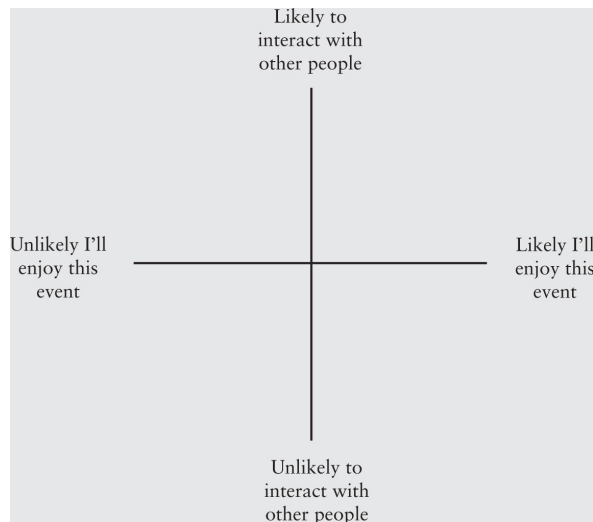 Likely to
interact with
other people
Unlikely I'll
enjoy this
event
Likely I'll
enjoy this
event
Unlikely to
interact with
other people